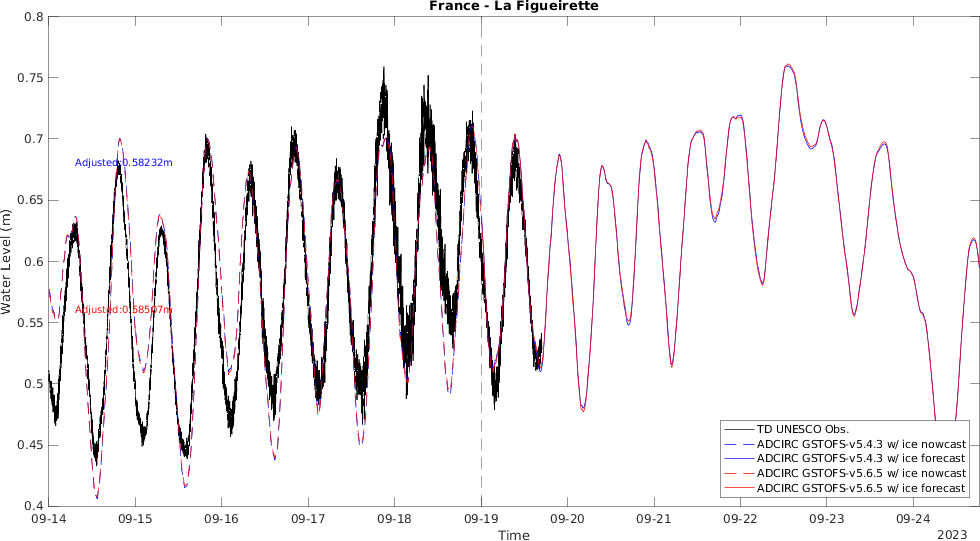 France - La Figueirette
0.8
0.75
0.7
0.65
0.6
0.55
0.5
0.45
0.4
Water Level (m)
Adjusted:0.58232m
Adjusted:0.58507m
TD UNESCO Obs.
ADCIRC GSTOFS-v5.4.3 w/ ice nowcast
ADCIRC GSTOFS-v5.4.3 w/ ice forecast
ADCIRC GSTOFS-v5.6.5 w/ ice nowcast
ADCIRC GSTOFS-v5.6.5 w/ ice forecast
09-14 09-15 09-16 09-17 09-18 09-19 09-20 09-21 09-22 09-23 09-24
Time
2023